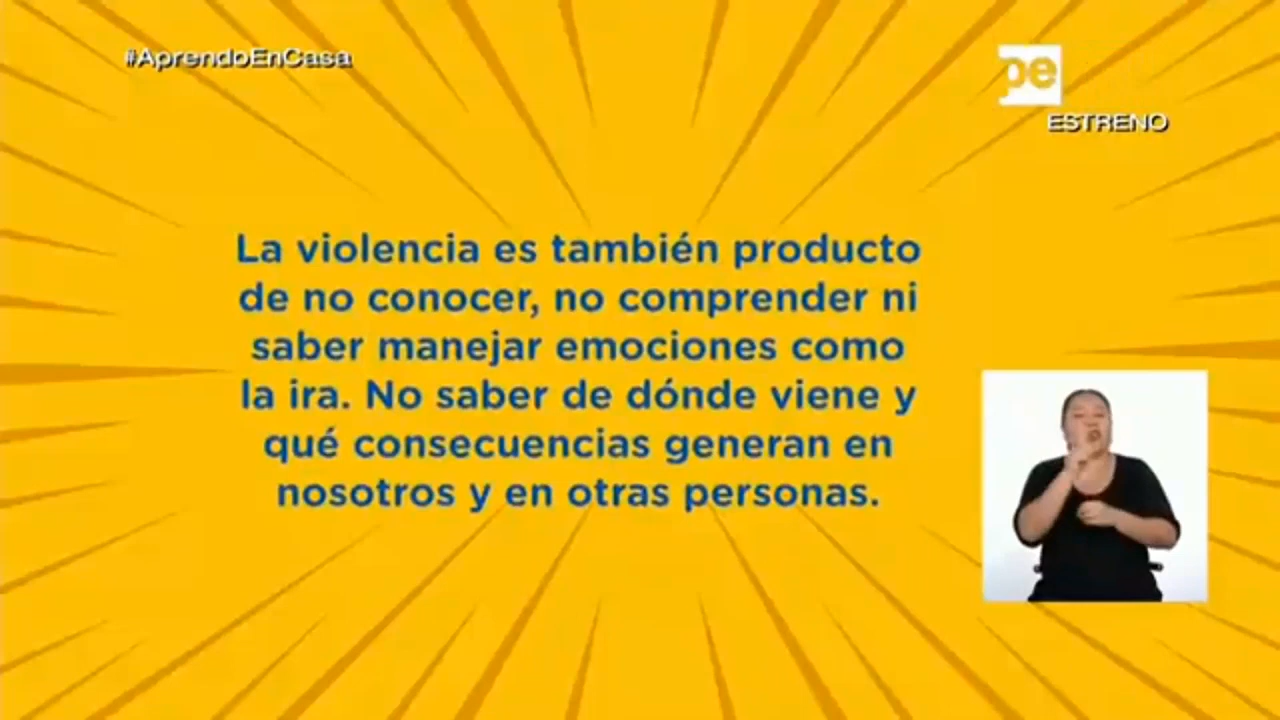 #AprendoEnCasa
pe
ESTRENO
La violencia es también producto
de no conocer, no comprender ni
saber manejar emociones como
la ira. No saber de dónde viene y
qué consecuencias generan en
nosotros y en otras personas.